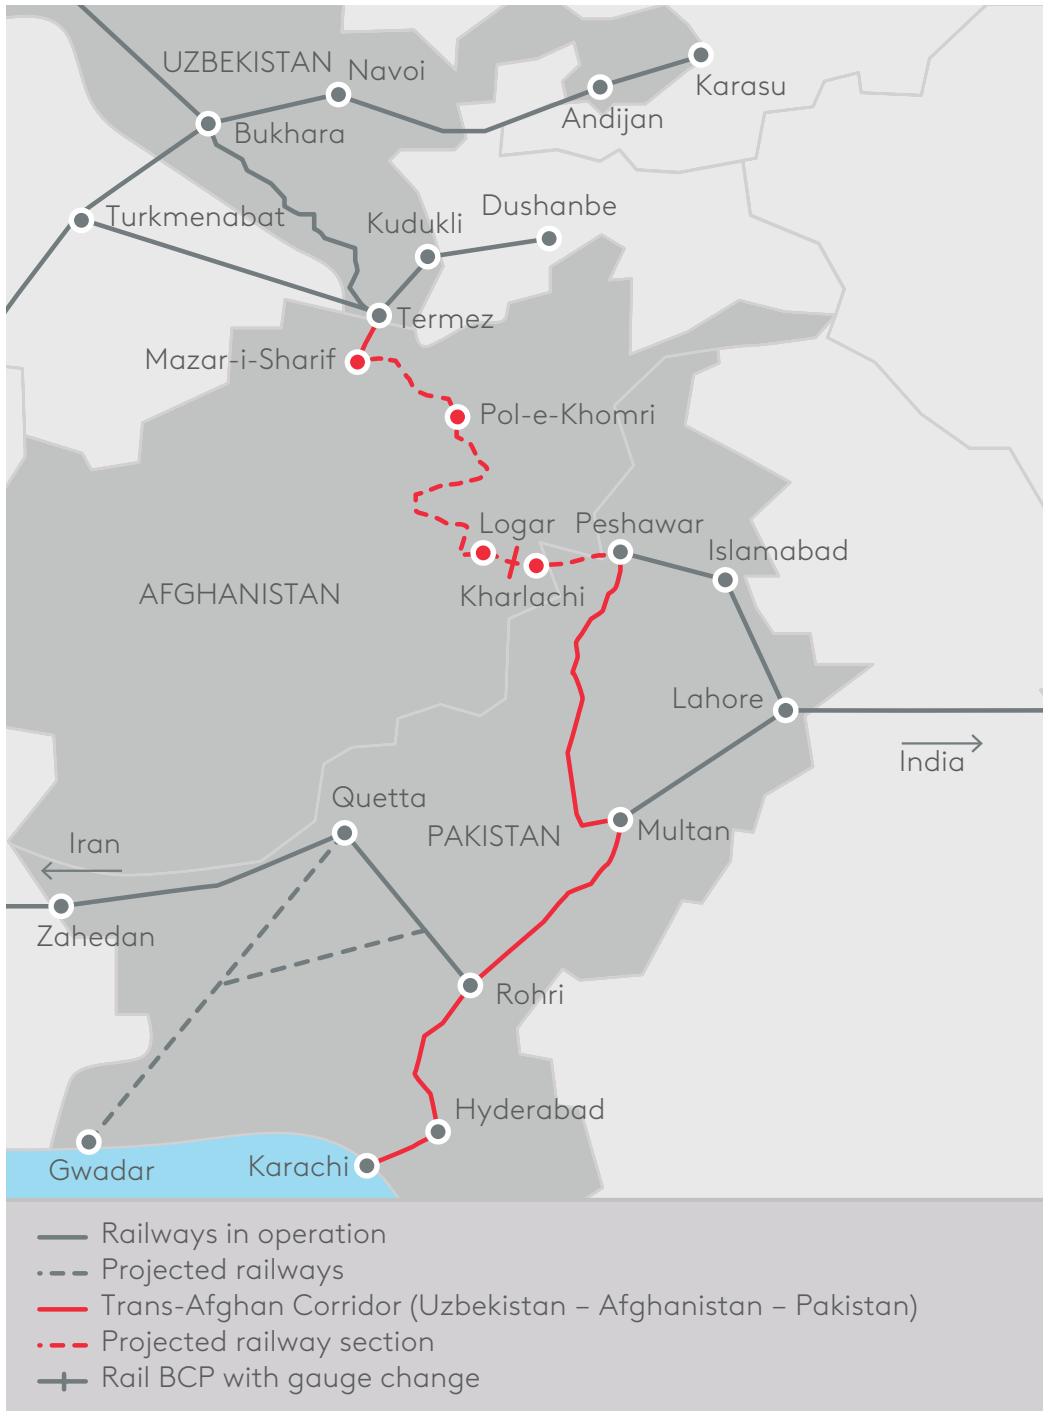 UZBEKISTAN
Navoi
Karasu
Andijan
Bukhara
Dushanbe
Turkmenabat
Kudukli
Termez
Mazar-i-Sharif
Pol-e-Khomri
Logar
Peshawar
Islamabad
AFGHANISTAN
Kharlachi
Lahore
India
Quetta
PAKISTAN
Multan
Iran
Zahedan
Rohri
Hyderabad
Gwadar
Karachi
Railways in operation
Projected railways
Trans-Afghan Corridor (Uzbekistan – Afghanistan – Pakistan)
Projected railway section
Rail BCP with gauge change